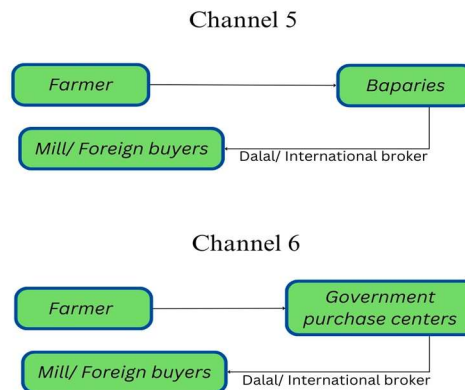 Channel 5
Farmer
Baparies
Mill/ Foreign buyers
Dalal/ International broker
Channel 6
Farmer
Government
purchase centers
Mill/ Foreign buyers
Dalal/ International broker